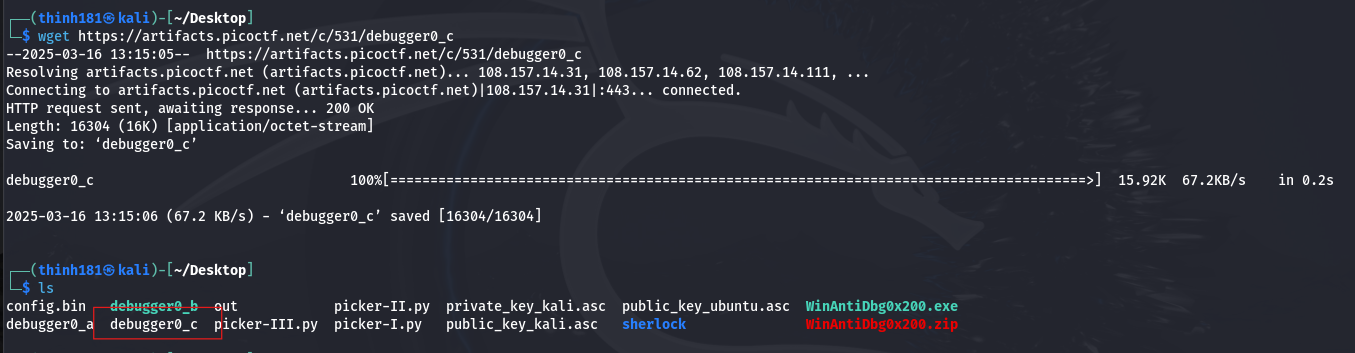 ┌──(thinh181㉿kali)-[~/Desktop]
└─$ wget https://artifacts.picoctf.net/c/531/debugger0_c
--2025-03-16 13:15:05--  https://artifacts.picoctf.net/c/531/debugger0_c
Resolving artifacts.picoctf.net (artifacts.picoctf.net)... 108.157.14.31, 108.157.14.62, 108.157.14.111, ...
Connecting to artifacts.picoctf.net (artifacts.picoctf.net)|108.157.14.31|:443... connected.
HTTP request sent, awaiting response... 200 OK
Length: 16304 (16K) [application/octet-stream]
Saving to: ‘debugger0_c’
debugger0_c 100%[=======================================================================================>] 15.92K 67.2KB/s in 0.2s
2025-03-16 13:15:06 (67.2 KB/s) - ‘debugger0_c’ saved [16304/16304]
┌──(thinh181㉿kali)-[~/Desktop]
└─$ ls
config.bin debugger0_b out picker-II.py private_key_kali.asc public_key_ubuntu.asc WinAntiDbg0x200.exe
debugger0_a debugger0_c picker-III.py picker-I.py public_key_kali.asc sherlock WinAntiDbg0x200.zip